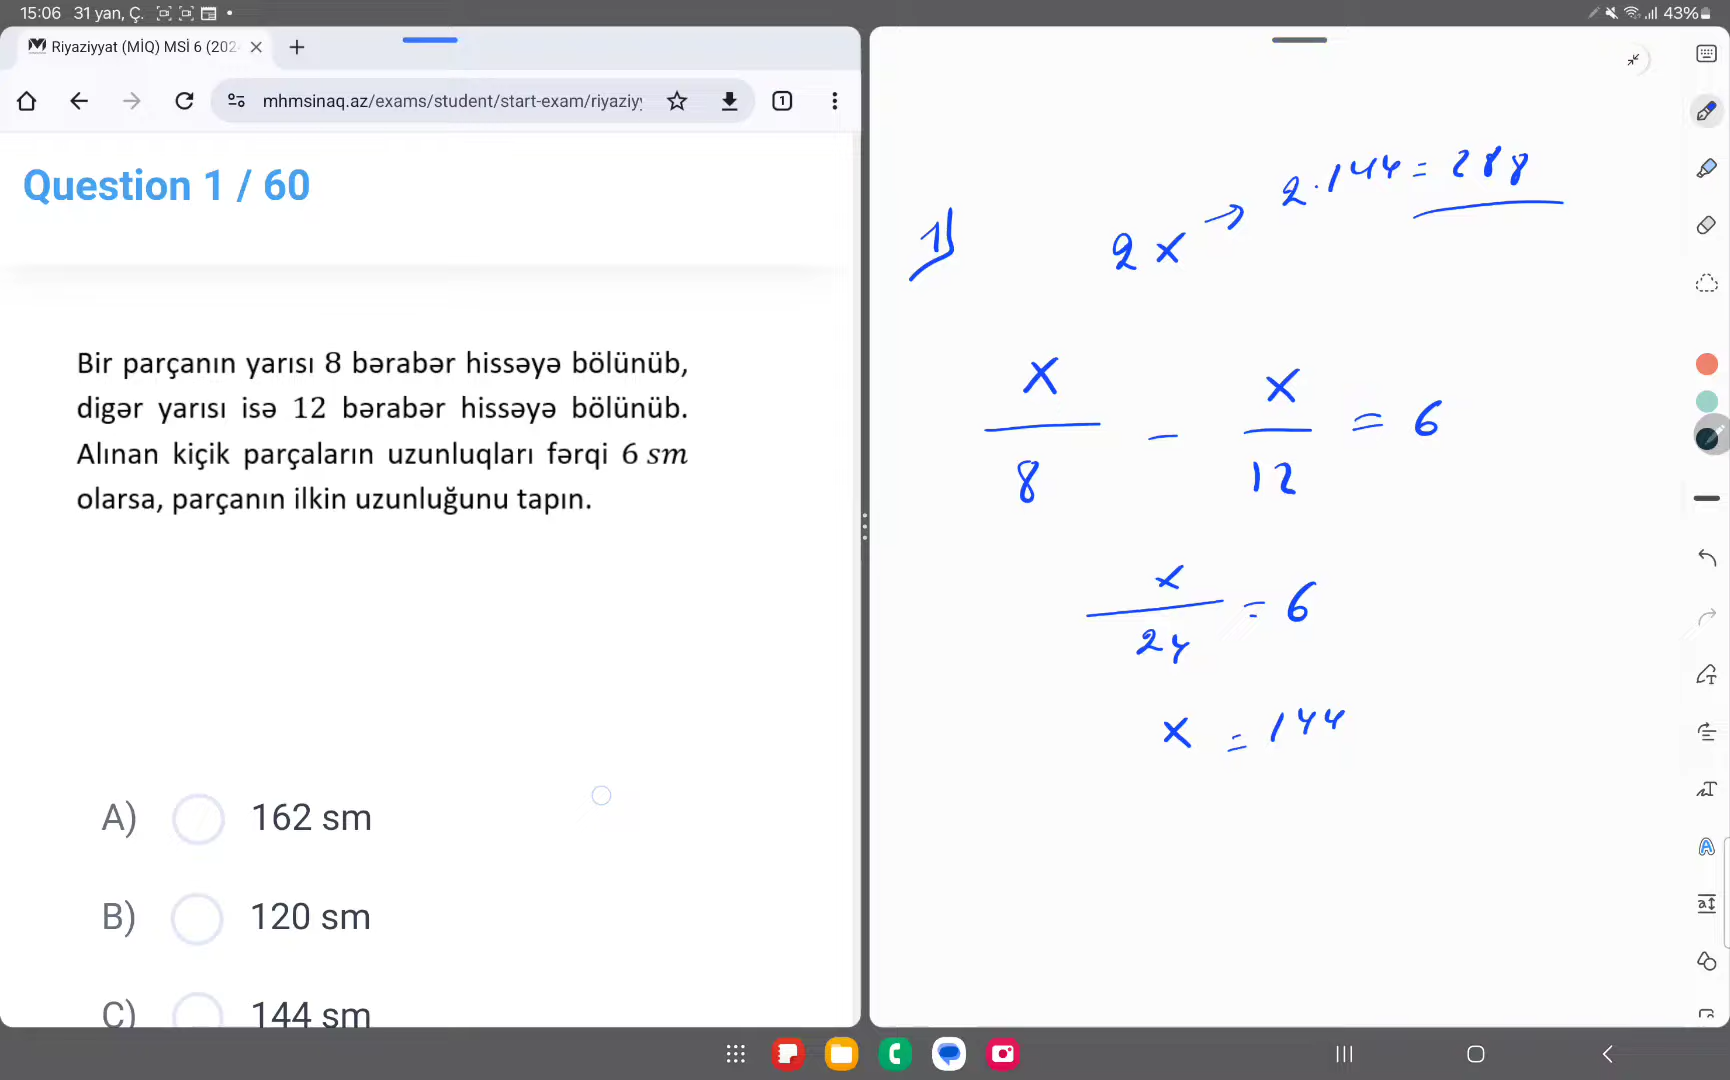 15:06 31 yan, Ç. 43%
Riyaziyyat (MİQ) MSİ 6 (202
mhmsinaq.az/exams/student/start-exam/riyaziy
1
Question 1 / 60
Bir parçanın yarısı 8 bərabər hissəyə bölünüb,
digər yarısı isə 12 bərabər hissəyə bölünüb.
Alınan kiçik parçaların uzunluqları fərqi 6 sm
olarsa, parçanın ilkin uzunluğunu tapın.
A) 162 sm
B) 120 sm
C) 144 sm
1) 2x → 2·144 = 288
x/8 - x/12 = 6
x/24 = 6
x = 144